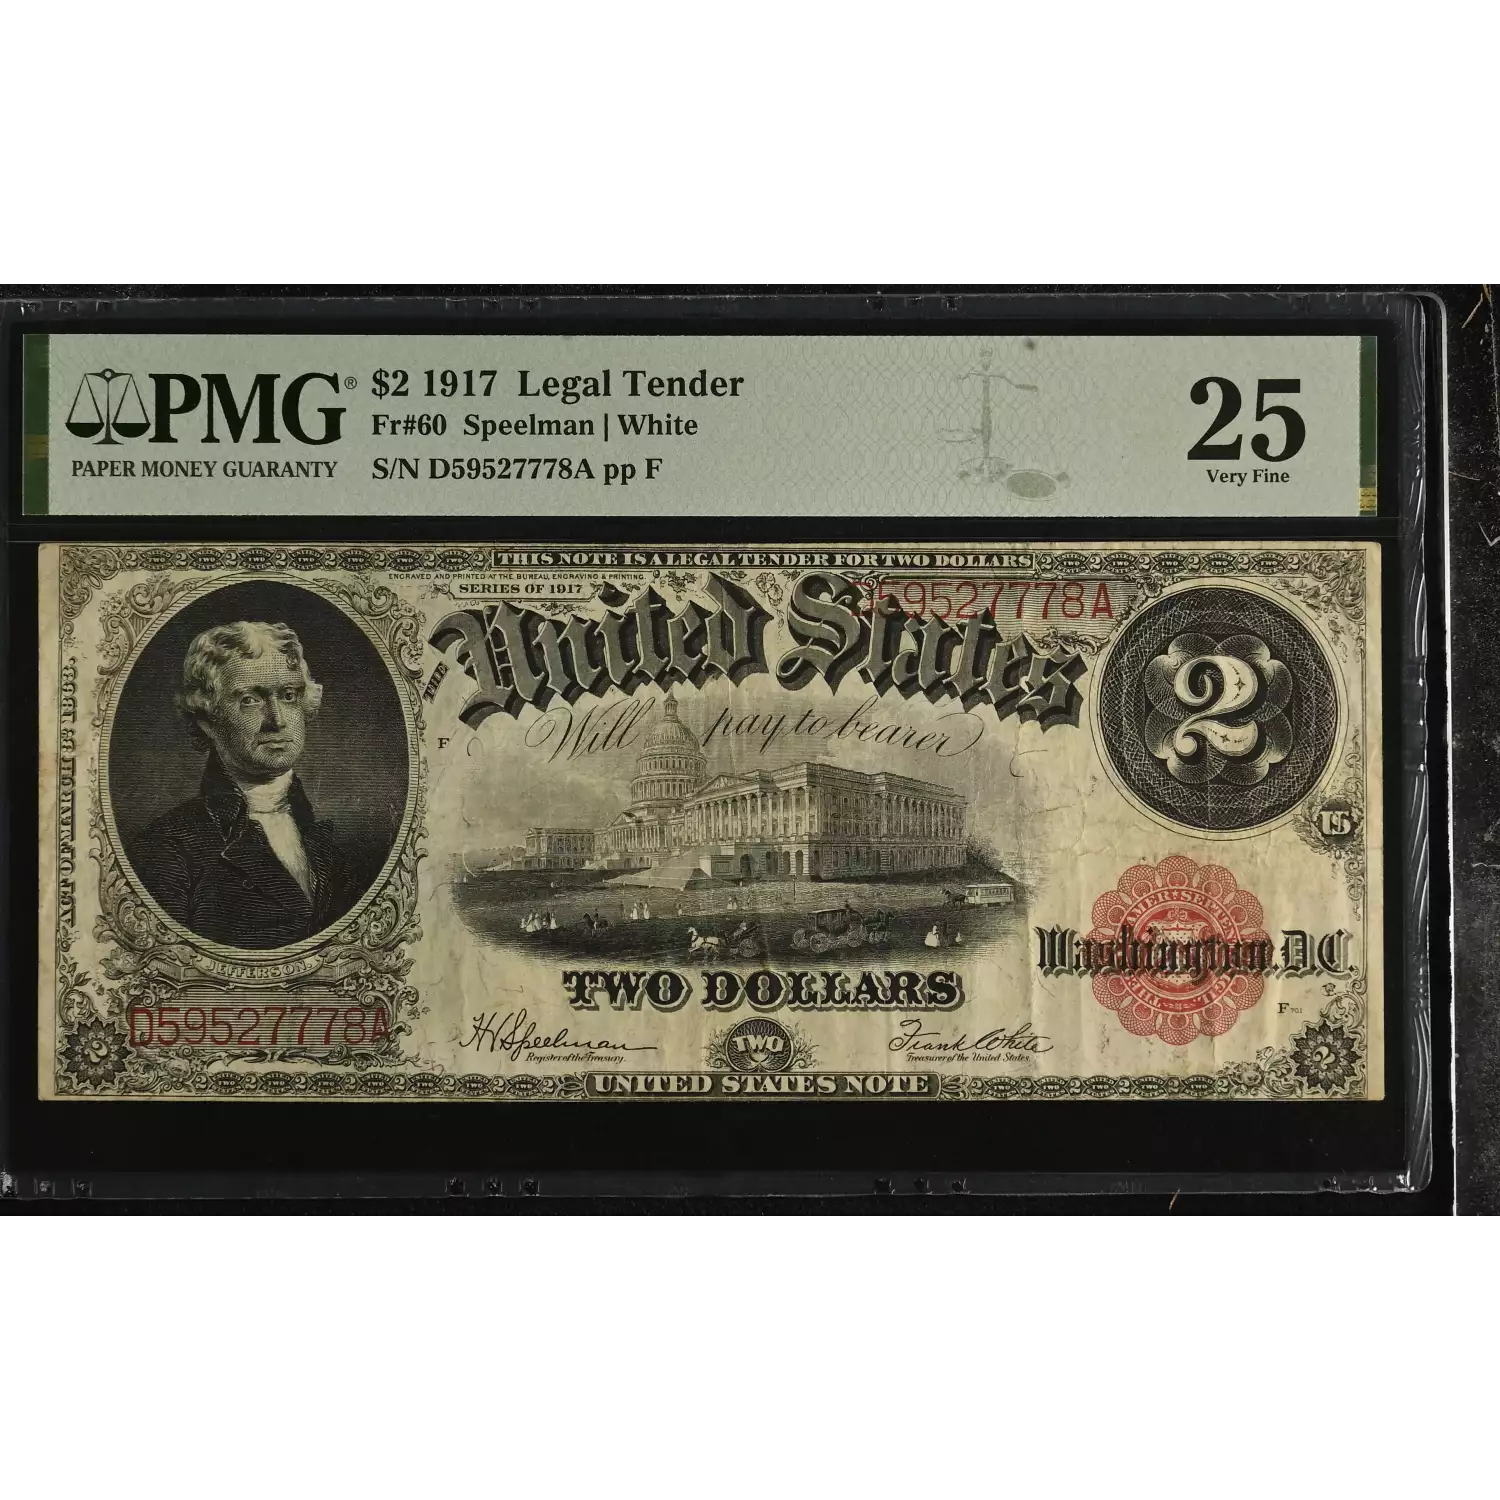 PMG®
PAPER MONEY GUARANTY
$2 1917 Legal Tender
Fr#60 Speelman | White
S/N D59527778A pp F
25
Very Fine
THIS NOTE IS A LEGAL TENDER FOR TWO DOLLARS
ENGRAVED AND PRINTED AT THE BUREAU, ENGRAVING & PRINTING.
SERIES OF 1917
D59527778A
THE
United States
2
Will pay to bearer
F
ACT OF MARCH 3d 1863.
US
JEFFERSON.
Washington, D.C.
TWO DOLLARS
D59527778A
F 701
H V Speelman
Register of the Treasury.
TWO
Frank White
Treasurer of the United States.
2
2
UNITED STATES NOTE